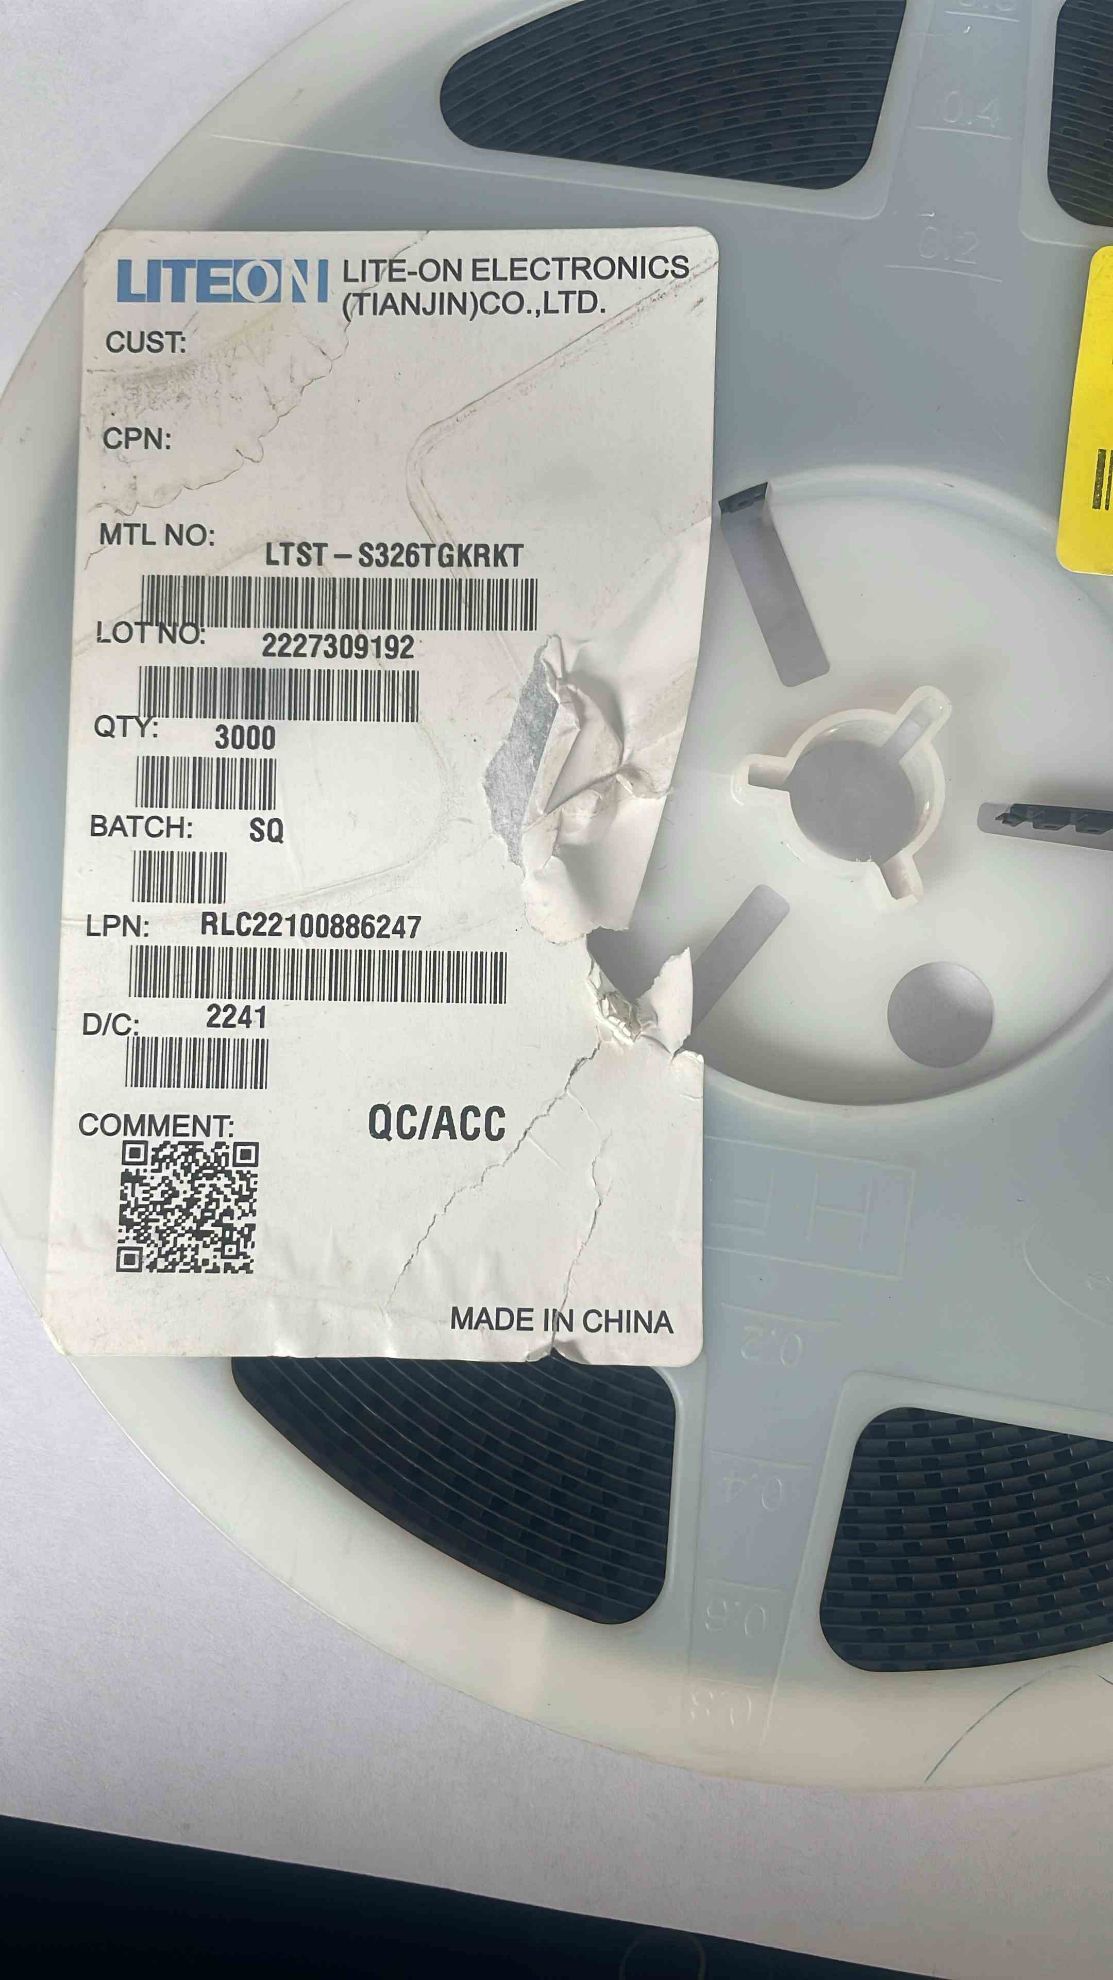 LITEON LITE-ON ELECTRONICS
(TIANJIN)CO.,LTD.
CUST:
CPN:
MTL NO: LTST-S326TGKRKT
LOT NO: 2227309192
QTY: 3000
BATCH: SQ
LPN: RLC22100886247
D/C: 2241
COMMENT: QC/ACC
MADE IN CHINA
0.4
0.2
0.2
0.4
0.6
0.8